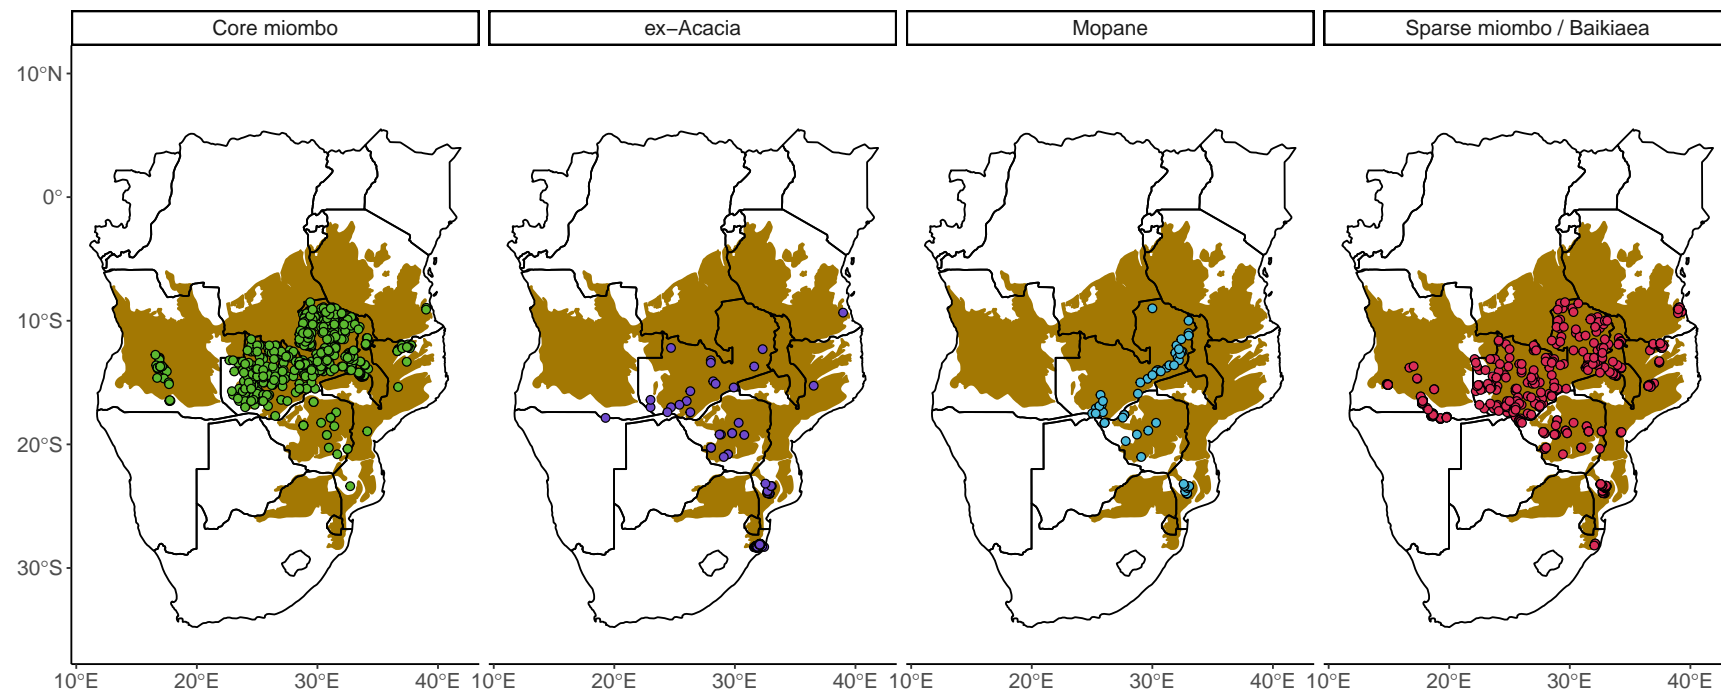 Core miombo
ex−Acacia
Mopane
Sparse miombo / Baikiaea
10°N
0°
10°S
20°S
30°S
10°E 20°E 30°E 40°E 10°E 20°E 30°E 40°E 10°E 20°E 30°E 40°E 10°E 20°E 30°E 40°E